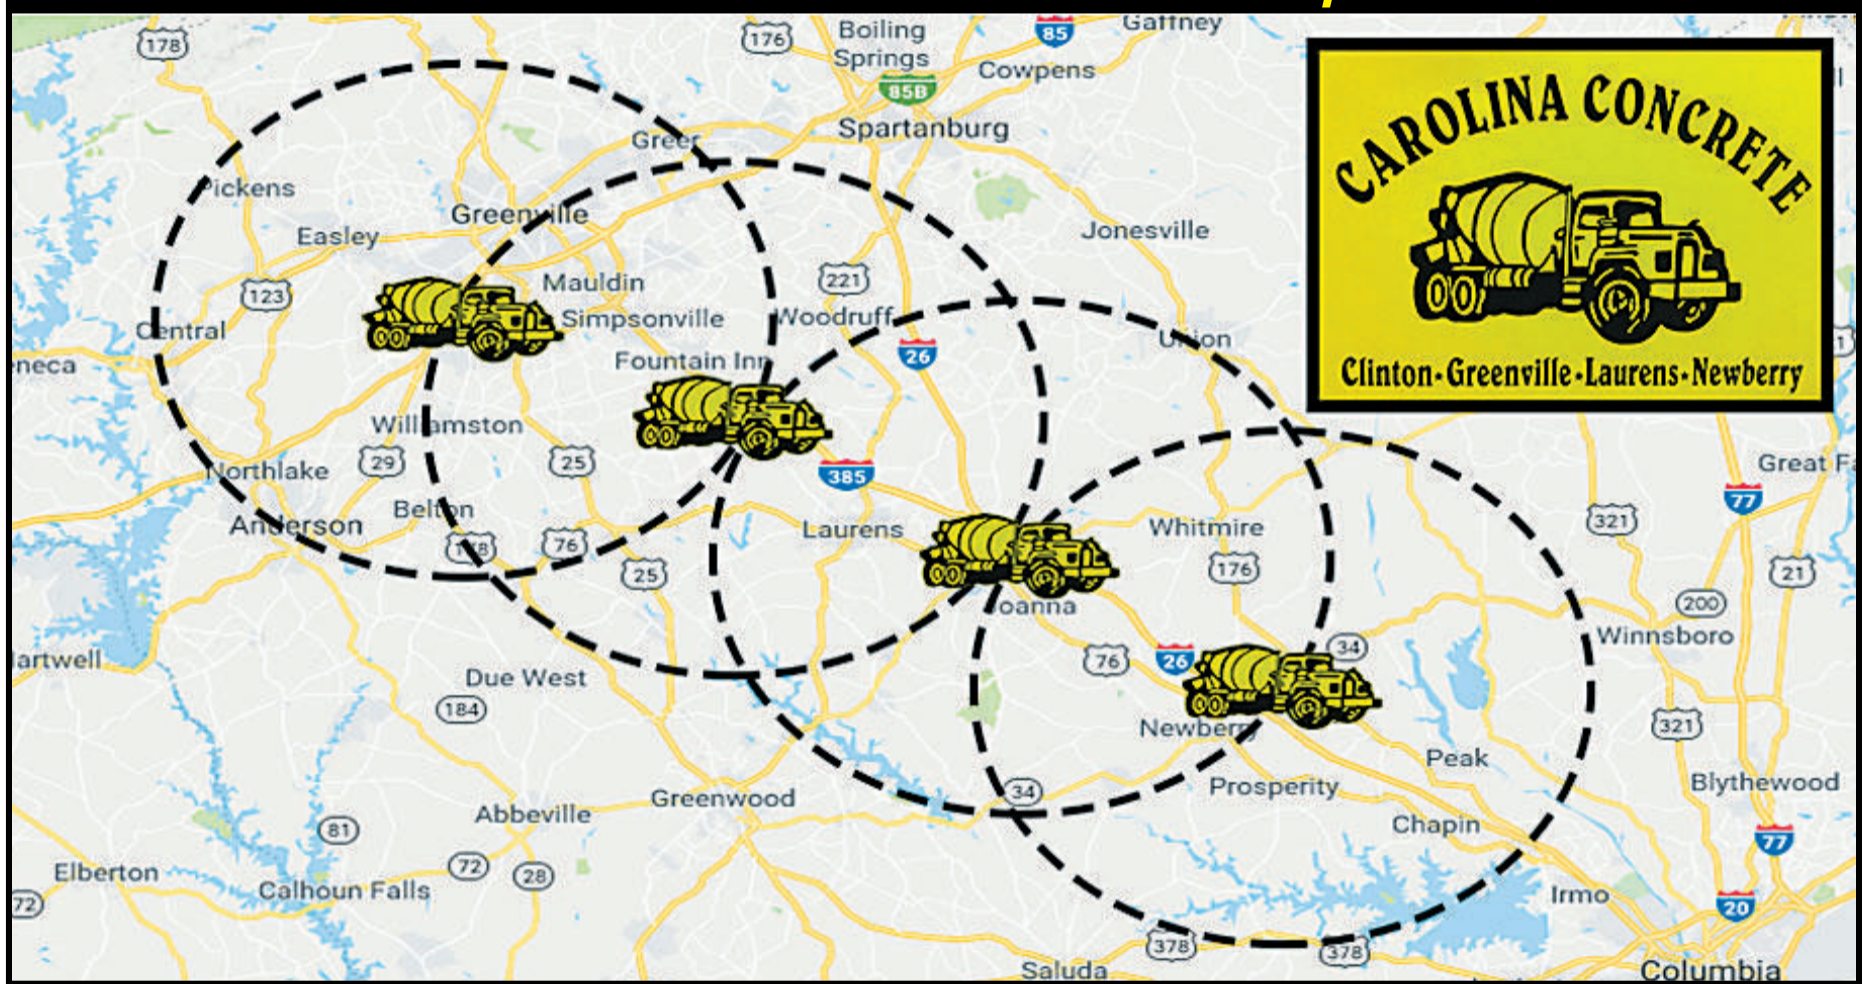 178
176
Boiling
Springs
85
Gaffney
Cowpens
85B
Spartanburg
Greer
CAROLINA CONCRETE
Clinton-Greenville-Laurens-Newberry
Pickens
Greenville
Easley
Jonesville
Mauldin
221
123
Simpsonville
Woodruff
Central
Union
26
Fountain Inn
Williamston
29
25
385
Northlake
Great
77
Belton
Anderson
Laurens
Whitmire
321
178
76
25
176
21
Joanna
200
Winnsboro
34
76
26
Due West
184
321
Newberry
Peak
Prosperity
Blythewood
34
Greenwood
Abbeville
Chapin
81
77
72
28
Elberton
Calhoun Falls
Irmo
72
20
378
378
Saluda
Columbia